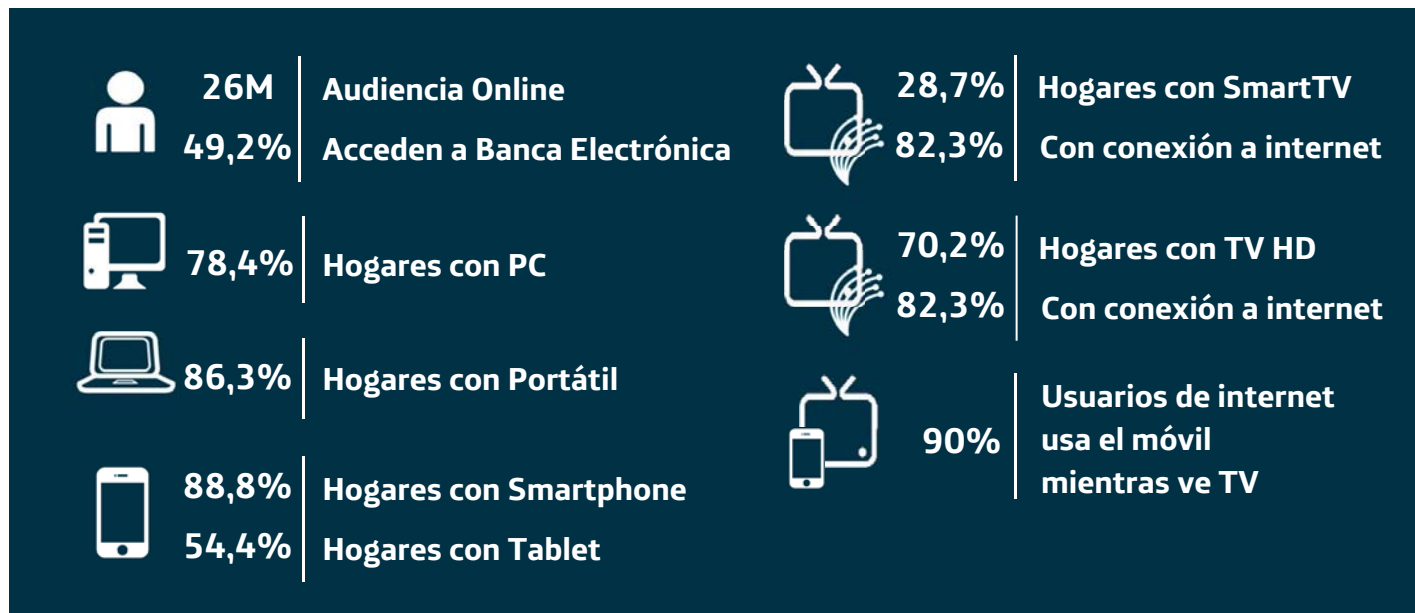 26M Audiencia Online
49,2% Acceden a Banca Electrónica
78,4% Hogares con PC
86,3% Hogares con Portátil
88,8% Hogares con Smartphone
54,4% Hogares con Tablet
28,7% Hogares con SmartTV
82,3% Con conexión a internet
70,2% Hogares con TV HD
82,3% Con conexión a internet
90%
Usuarios de internet
usa el móvil
mientras ve TV